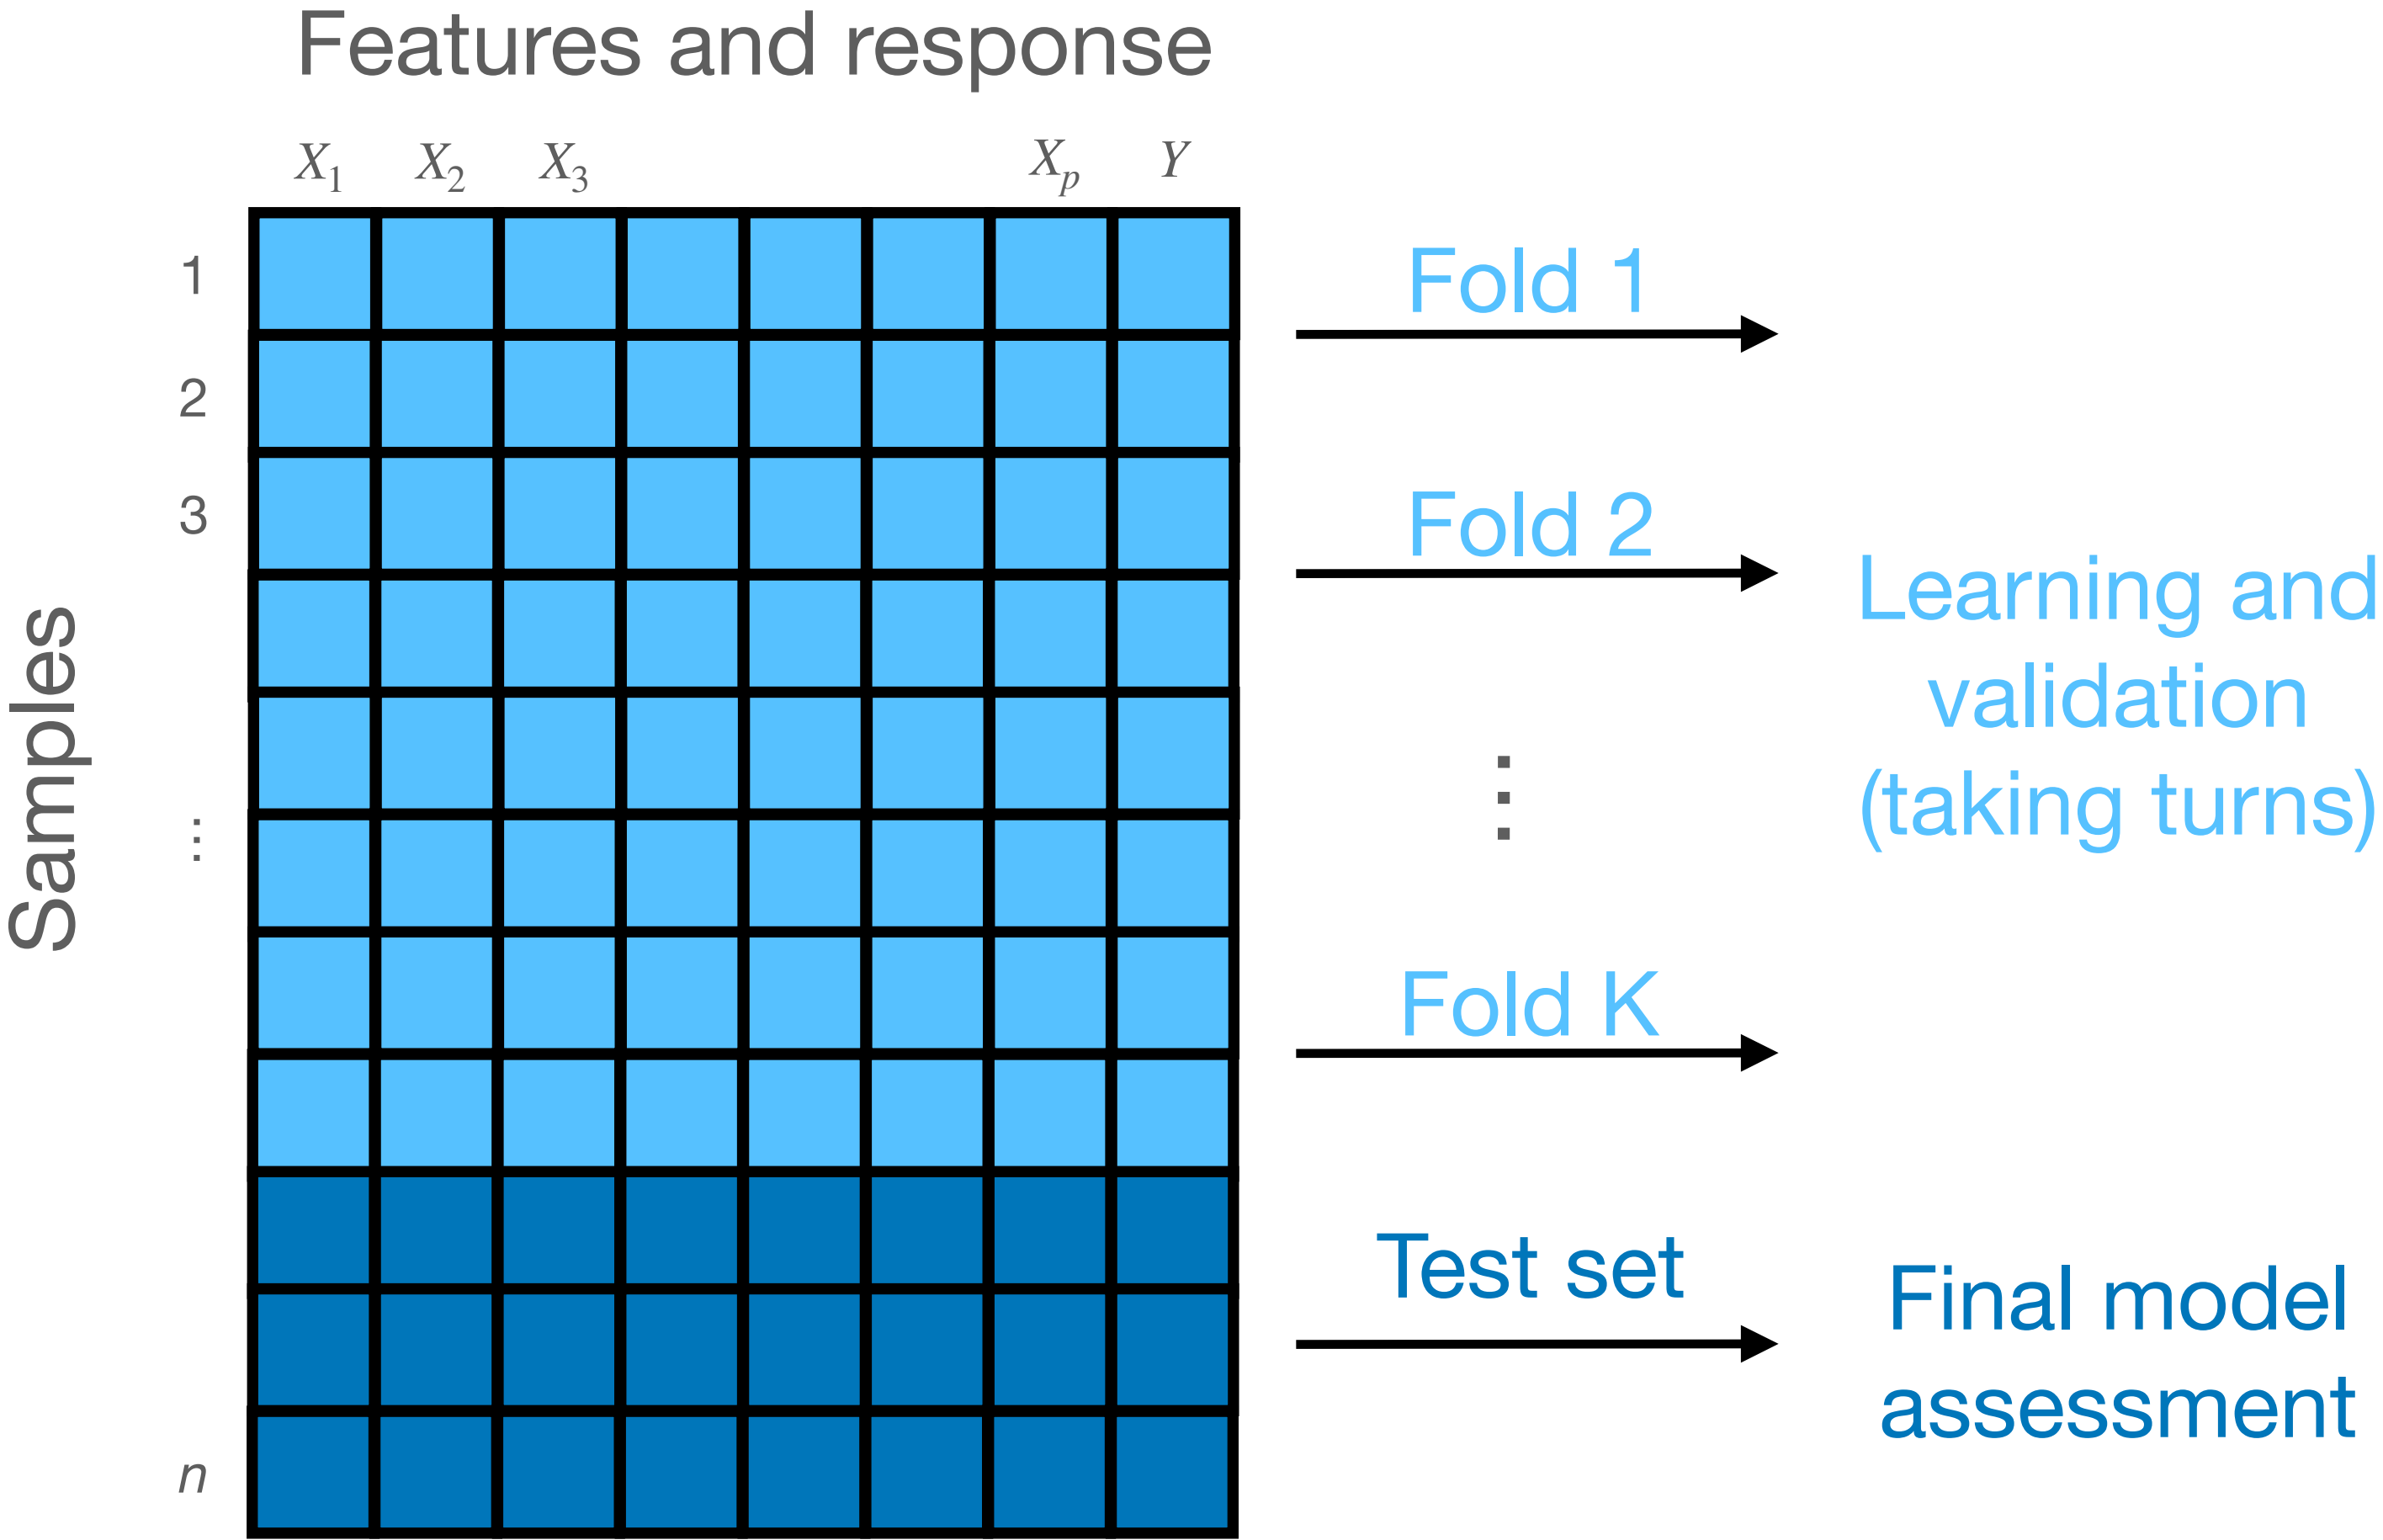 Features and response
X1 X2 X3 Xp Y
1
2
3
⋮
n
Samples
Fold 1
Fold 2
⋮
Fold K
Test set
Learning and
validation
(taking turns)
Final model
assessment